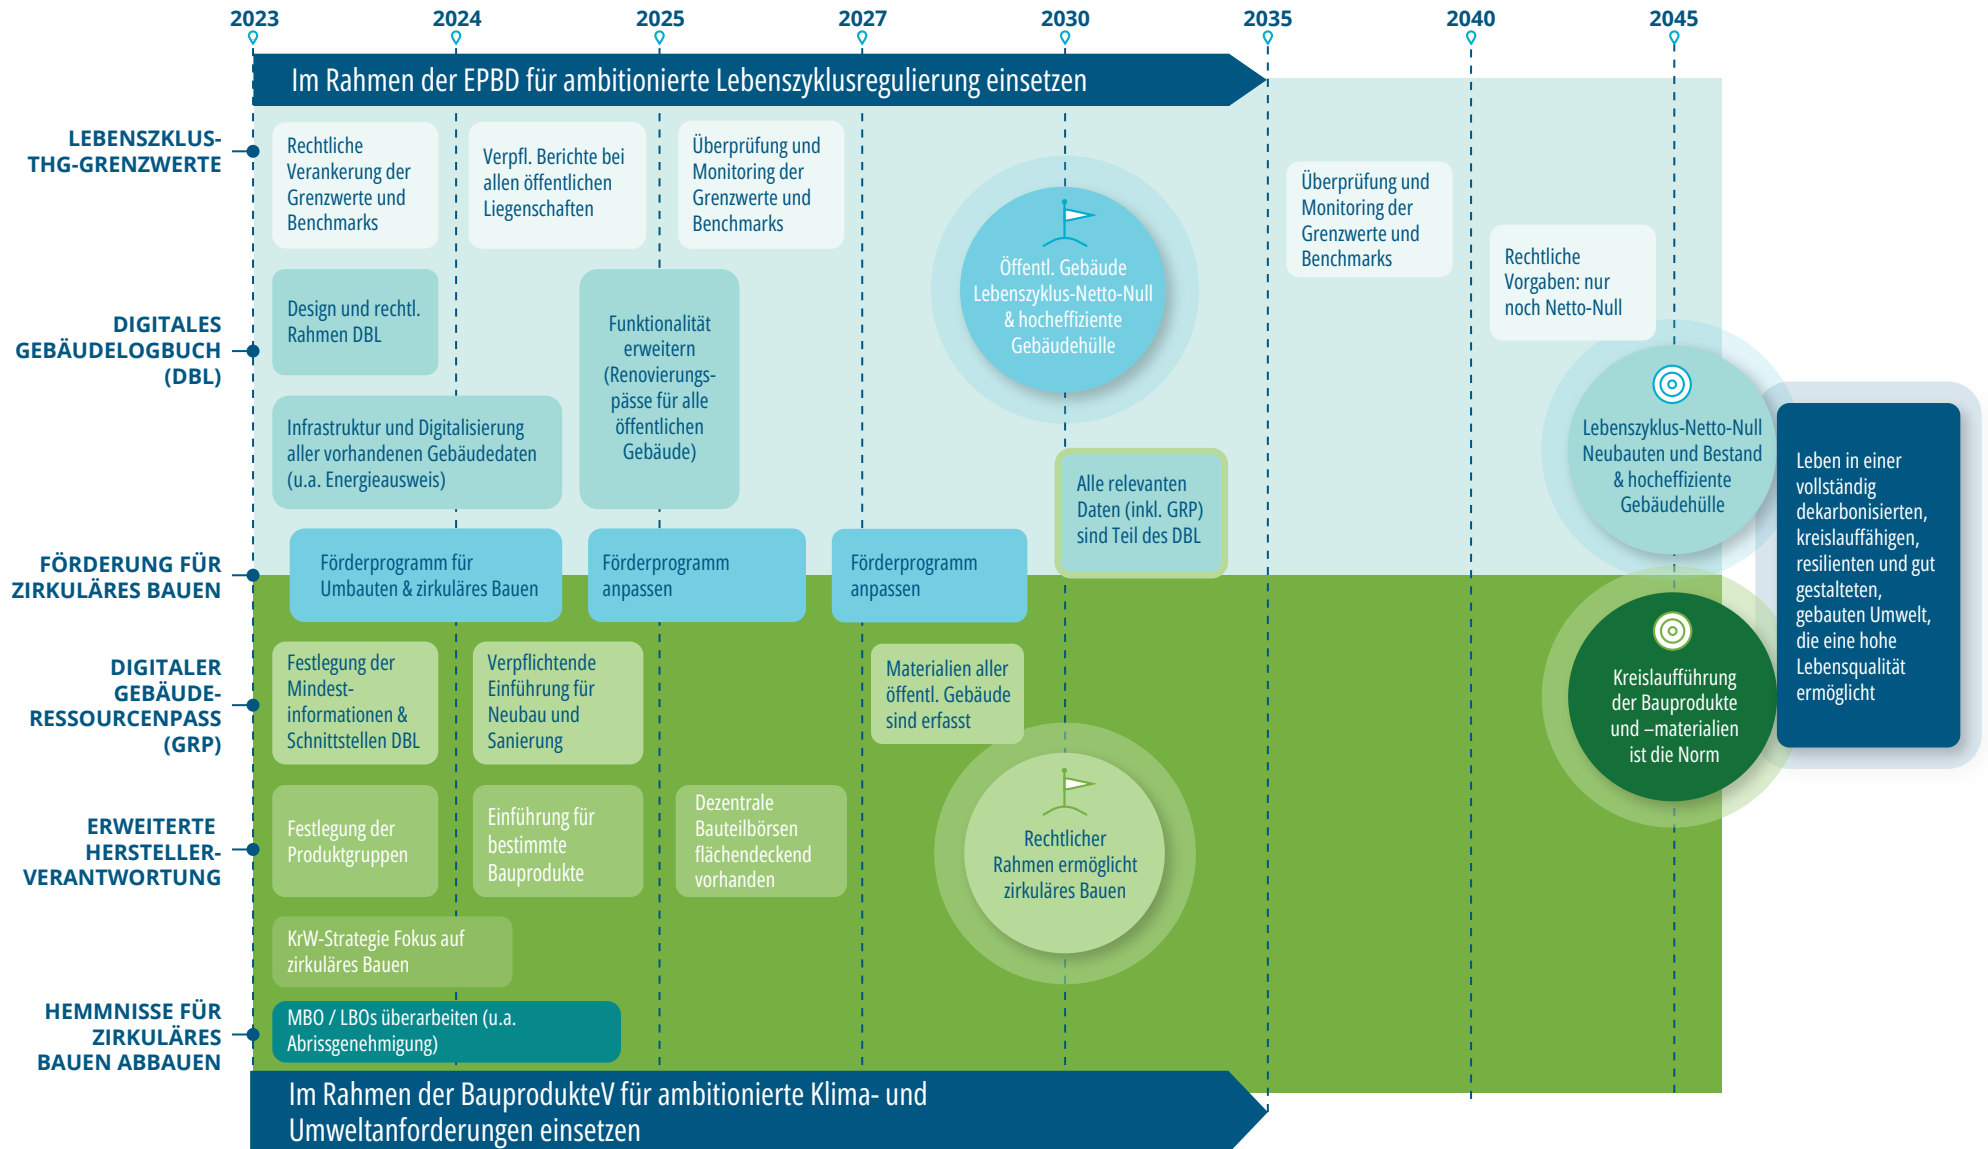 2023 2024 2025 2027 2030 2035 2040 2045
Im Rahmen der EPBD für ambitionierte Lebenszyklusregulierung einsetzen
LEBENSZKLUS-
THG-GRENZWERTE
Rechtliche
Verankerung der
Grenzwerte und
Benchmarks
Verpfl. Berichte bei
allen öffentlichen
Liegenschaften
Überprüfung und
Monitoring der
Grenzwerte und
Benchmarks
Öffentl. Gebäude
Lebenszyklus-Netto-Null
& hocheffiziente
Gebäudehülle
Überprüfung und
Monitoring der
Grenzwerte und
Benchmarks
Rechtliche
Vorgaben: nur
noch Netto-Null
DIGITALES
GEBÄUDELOGBUCH
(DBL)
Design und rechtl.
Rahmen DBL
Infrastruktur und Digitalisierung
aller vorhandenen Gebäudedaten
(u.a. Energieausweis)
Funktionalität
erweitern
(Renovierungs-
pässe für alle
öffentlichen
Gebäude)
Alle relevanten
Daten (inkl. GRP)
sind Teil des DBL
Lebenszyklus-Netto-Null
Neubauten und Bestand
& hocheffiziente
Gebäudehülle
Leben in einer
vollständig
dekarbonisierten,
kreislauffähigen,
resilienten und gut
gestalteten,
gebauten Umwelt,
die eine hohe
Lebensqualität
ermöglicht
FÖRDERUNG FÜR
ZIRKULÄRES BAUEN
Förderprogramm für
Umbauten & zirkuläres Bauen
Förderprogramm
anpassen
Förderprogramm
anpassen
DIGITALER
GEBÄUDE-
RESSOURCENPASS
(GRP)
Festlegung der
Mindest-
informationen &
Schnittstellen DBL
Verpflichtende
Einführung für
Neubau und
Sanierung
Materialien aller
öffentl. Gebäude
sind erfasst
Kreislaufführung
der Bauprodukte
und –materialien
ist die Norm
ERWEITERTE
HERSTELLER-
VERANTWORTUNG
Festlegung der
Produktgruppen
Einführung für
bestimmte
Bauprodukte
Dezentrale
Bauteilbörsen
flächendeckend
vorhanden
Rechtlicher
Rahmen ermöglicht
zirkuläres Bauen
KrW-Strategie Fokus auf
zirkuläres Bauen
HEMMNISSE FÜR
ZIRKULÄRES
BAUEN ABBAUEN
MBO / LBOs überarbeiten (u.a.
Abrissgenehmigung)
Im Rahmen der BauprodukteV für ambitionierte Klima- und
Umweltanforderungen einsetzen